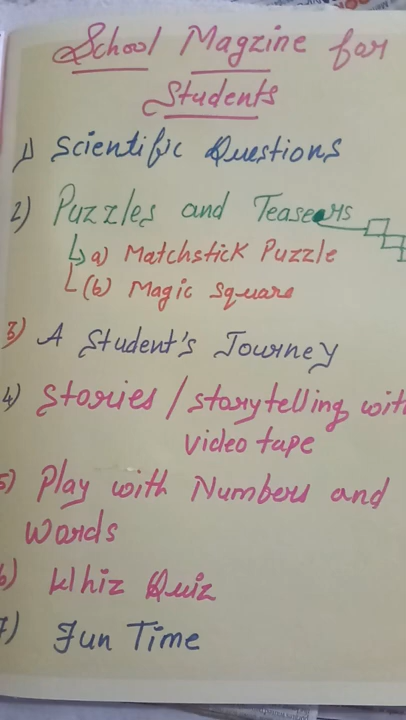 School Magzine for
Students
1) Scientific Questions
2) Puzzles and Teasers
a) Matchstick Puzzle
(b) Magic Square
3) A Student's Journey
4) Stories / storytelling with
video tape
5) Play with Numbers and
Words
6) Whiz Quiz
7) Fun Time